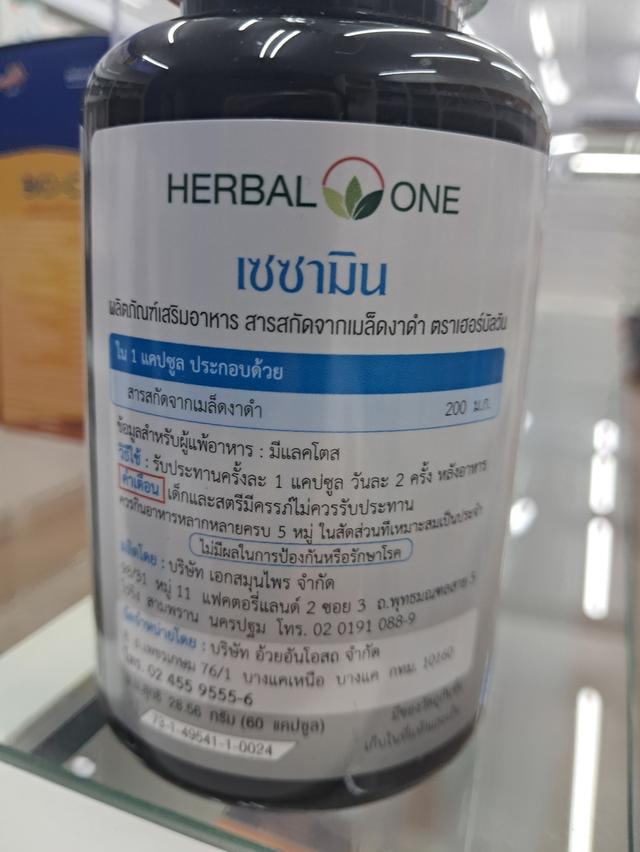 HERBAL ONE
เซซามิน
ผลิตภัณฑ์เสริมอาหาร สารสกัดจากเมล็ดงาดำ ตราเฮอร์บัลวัน
ใน 1 แคปซูล ประกอบด้วย
สารสกัดจากเมล็ดงาดำ 200 ม.ก.
ข้อมูลสำหรับผู้แพ้อาหาร : มีแลคโตส
วิธีใช้ : รับประทานครั้งละ 1 แคปซูล วันละ 2 ครั้ง หลังอาหาร
คำเตือน เด็กและสตรีมีครรภ์ไม่ควรรับประทาน
ควรกินอาหารหลากหลายครบ 5 หมู่ ในสัดส่วนที่เหมาะสมเป็นประจำ
ไม่มีผลในการป้องกันหรือรักษาโรค
ผลิตโดย : บริษัท เอกสมุนไพร จำกัด
หมู่ 11 แฟคตอรี่แลนด์ 2 ซอย 3 ถ.พุทธมณฑลสาย 5
สามพราน นครปฐม โทร. 02 0191 088-9
จัดจำหน่ายโดย : บริษัท อ้วยอันโอสถ จำกัด
ถ.เพชรเกษม 76/1 บางแคเหนือ บางแค กทม. 10160
โทร. 02 455 9555-6
28.56 กรัม (60 แคปซูล)
73-1-49541-1-0024